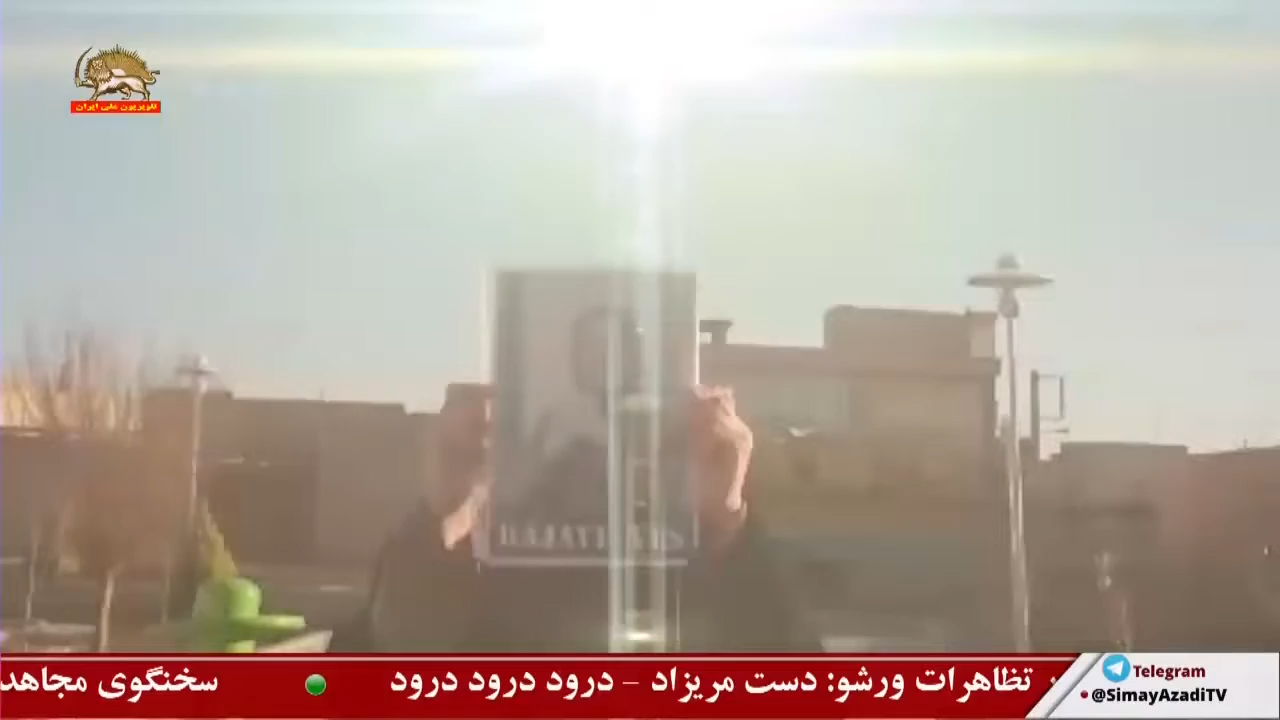 تلویزیون ملی ایران
تظاهرات ورشو: دست مریزاد – درود درود درود
سخنگوی مجاهد
Telegram
@SimayAzadiTV